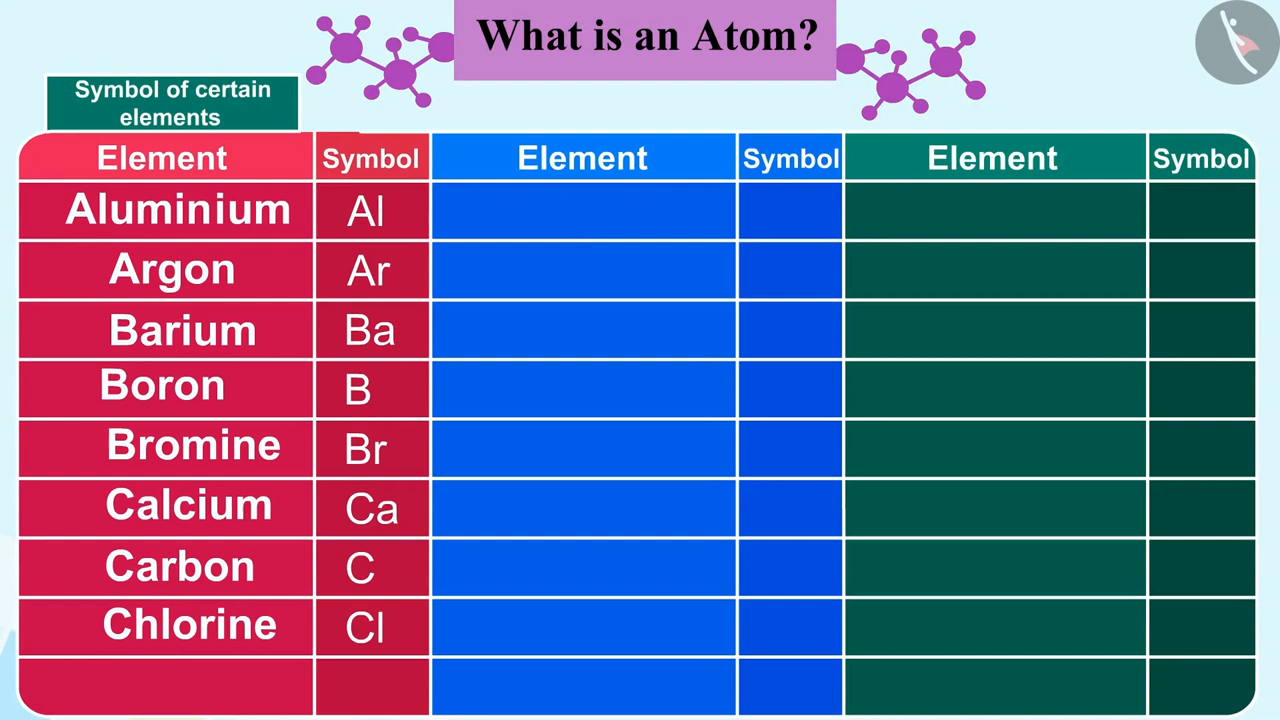 What is an Atom?
Symbol of certain
elements
Element Symbol Element Symbol Element Symbol
Aluminium Al
Argon Ar
Barium Ba
Boron B
Bromine Br
Calcium Ca
Carbon C
Chlorine Cl